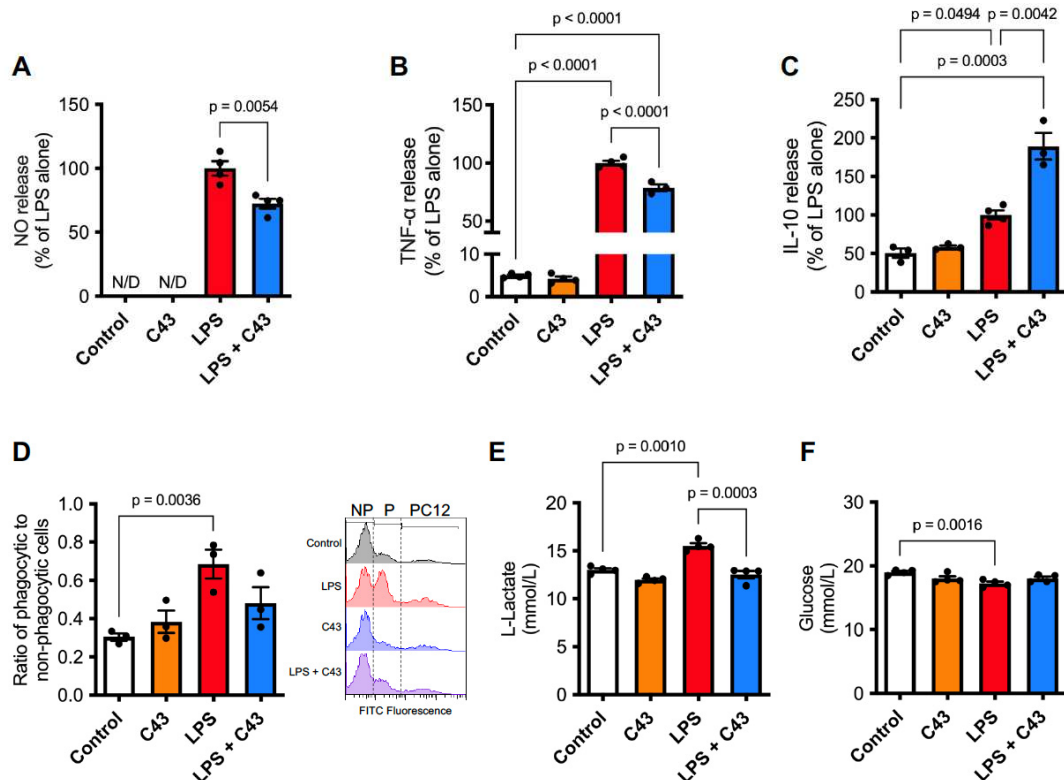 A
NO release
(% of LPS alone)
150
100
50
0
p = 0.0054
N/D
N/D
Control
C43
LPS
LPS + C43
B
TNF-α release
(% of LPS alone)
150
100
50
10
0
p < 0.0001
p < 0.0001
p < 0.0001
Control
C43
LPS
LPS + C43
C
IL-10 release
(% of LPS alone)
250
200
150
100
50
0
p = 0.0494
p = 0.0042
p = 0.0003
Control
C43
LPS
LPS + C43
D
Ratio of phagocytic to
non-phagocytic cells
1.0
0.8
0.6
0.4
0.2
0.0
p = 0.0036
Control
C43
LPS
LPS + C43
NP
P
PC12
Control
LPS
C43
LPS + C43
FITC Fluorescence
E
L-Lactate
(mmol/L)
20
15
10
5
0
p = 0.0010
p = 0.0003
Control
C43
LPS
LPS + C43
F
Glucose
(mmol/L)
30
20
10
0
p = 0.0016
Control
C43
LPS
LPS + C43